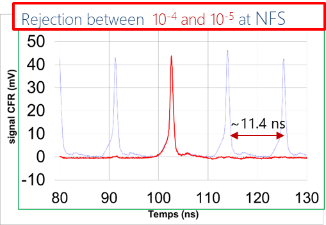 Rejection between 10⁻⁴ and 10⁻⁵ at NFS
50
40
30
20
10
0
-10
signal CFR (mV)
~11.4 ns
80 90 100 110 120 130
Temps (ns)